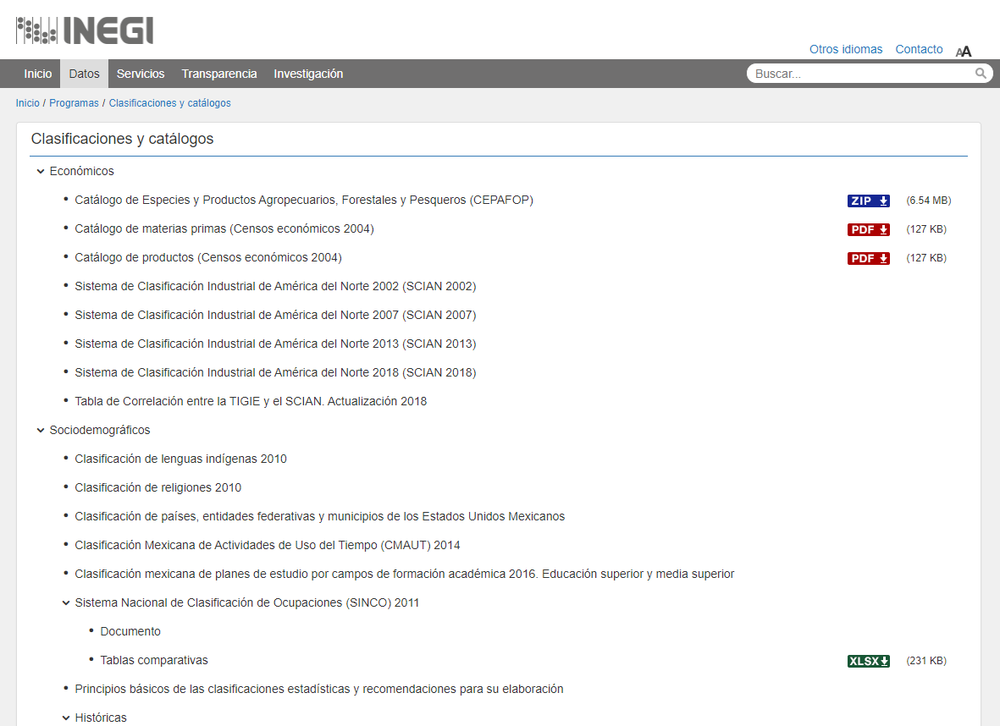 INEGI
Otros idiomas Contacto AA
Inicio Datos Servicios Transparencia Investigación Buscar...
Inicio / Programas / Clasificaciones y catálogos
Clasificaciones y catálogos
Económicos
• Catálogo de Especies y Productos Agropecuarios, Forestales y Pesqueros (CEPAFOP) ZIP (6.54 MB)
• Catálogo de materias primas (Censos económicos 2004) PDF (127 KB)
• Catálogo de productos (Censos económicos 2004) PDF (127 KB)
• Sistema de Clasificación Industrial de América del Norte 2002 (SCIAN 2002)
• Sistema de Clasificación Industrial de América del Norte 2007 (SCIAN 2007)
• Sistema de Clasificación Industrial de América del Norte 2013 (SCIAN 2013)
• Sistema de Clasificación Industrial de América del Norte 2018 (SCIAN 2018)
• Tabla de Correlación entre la TIGIE y el SCIAN. Actualización 2018
Sociodemográficos
• Clasificación de lenguas indígenas 2010
• Clasificación de religiones 2010
• Clasificación de países, entidades federativas y municipios de los Estados Unidos Mexicanos
• Clasificación Mexicana de Actividades de Uso del Tiempo (CMAUT) 2014
• Clasificación mexicana de planes de estudio por campos de formación académica 2016. Educación superior y media superior
Sistema Nacional de Clasificación de Ocupaciones (SINCO) 2011
• Documento
• Tablas comparativas XLSX (231 KB)
• Principios básicos de las clasificaciones estadísticas y recomendaciones para su elaboración
Históricas